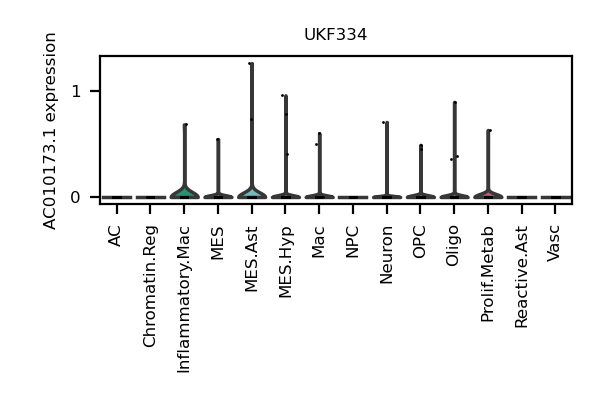 UKF334
AC010173.1 expression
1
0
AC
Chromatin.Reg
Inflammatory.Mac
MES
MES.Ast
MES.Hyp
Mac
NPC
Neuron
OPC
Oligo
Prolif.Metab
Reactive.Ast
Vasc